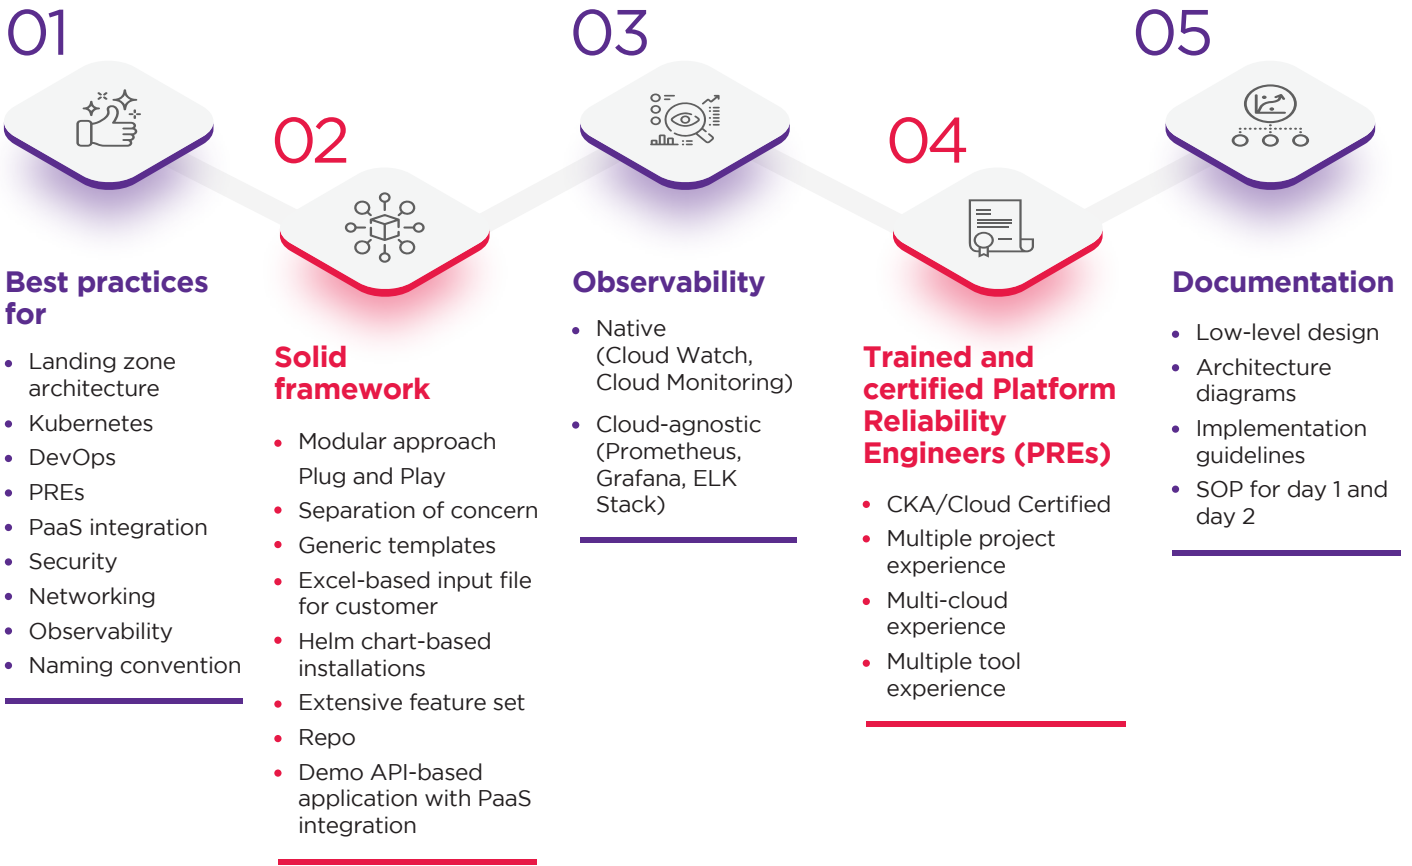 01
Best practices
for
Landing zone
architecture
Kubernetes
DevOps
PREs
PaaS integration
Security
Networking
Observability
Naming convention
02
Solid
framework
Modular approach
Plug and Play
Separation of concern
Generic templates
Excel-based input file
for customer
Helm chart-based
installations
Extensive feature set
Repo
Demo API-based
application with PaaS
integration
03
Observability
Native
(Cloud Watch,
Cloud Monitoring)
Cloud-agnostic
(Prometheus,
Grafana, ELK
Stack)
04
Trained and
certified Platform
Reliability
Engineers (PREs)
CKA/Cloud Certified
Multiple project
experience
Multi-cloud
experience
Multiple tool
experience
05
Documentation
Low-level design
Architecture
diagrams
Implementation
guidelines
SOP for day 1 and
day 2